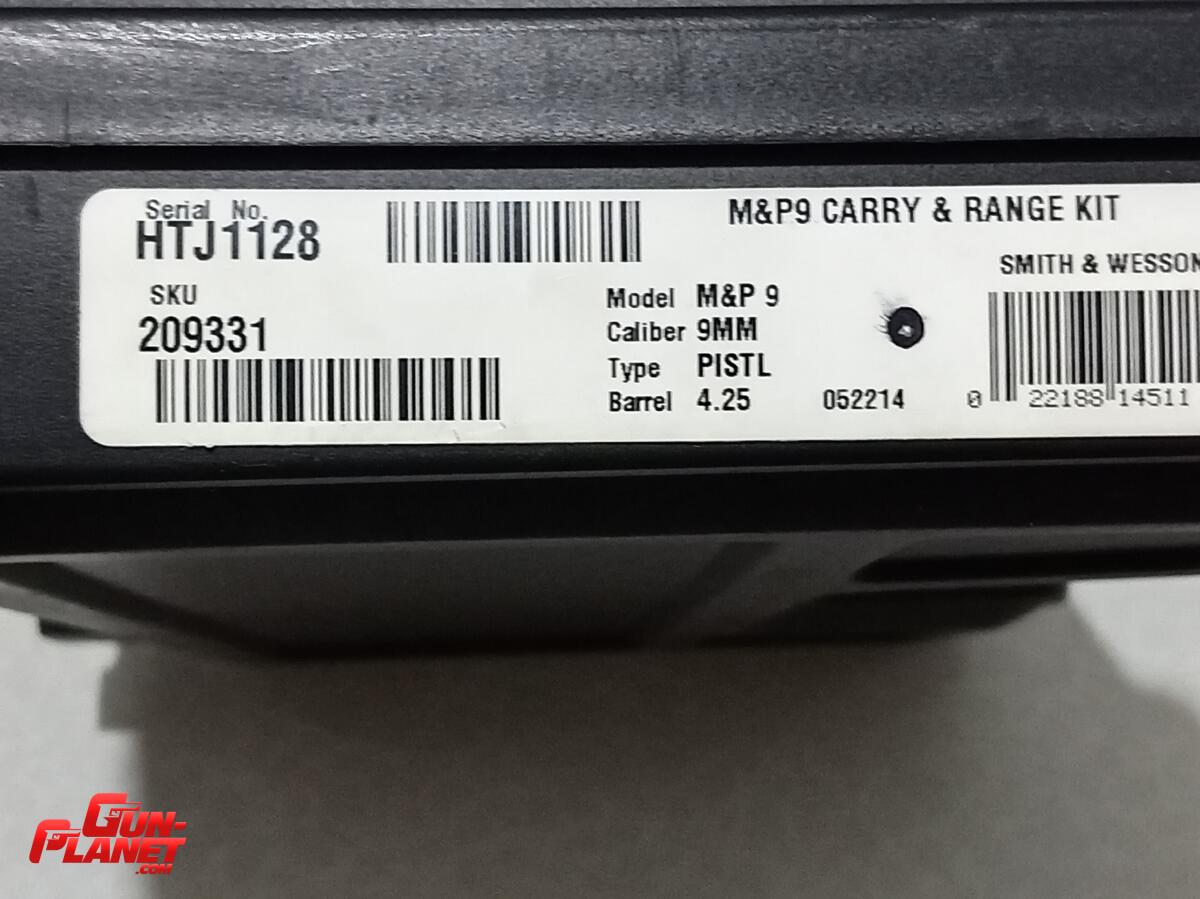 Serial No.
HTJ1128
M&P9 CARRY & RANGE KIT
SMITH & WESSON
SKU
209331
Model M&P 9
Caliber 9MM
Type PISTL
Barrel 4.25
052214
0 22188 14511
GUN-
PLANET
.COM